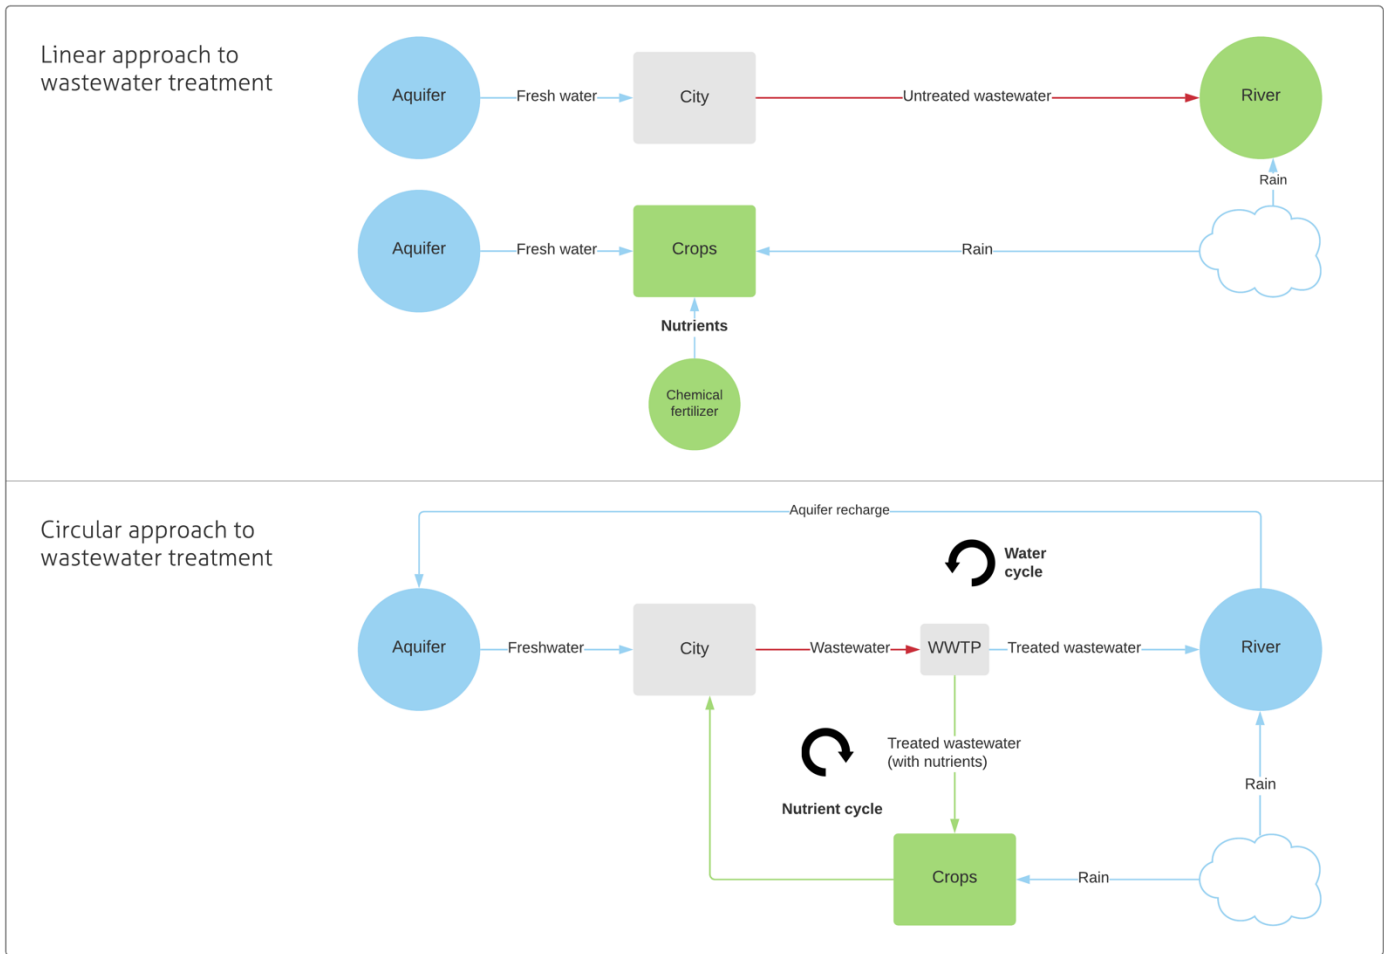 Linear approach to
wastewater treatment
Aquifer
Fresh water
City
Untreated wastewater
River
Rain
Aquifer
Fresh water
Crops
Rain
Nutrients
Chemical
fertilizer
Circular approach to
wastewater treatment
Aquifer recharge
Water
cycle
Aquifer
Freshwater
City
Wastewater
WWTP
Treated wastewater
River
Treated wastewater
(with nutrients)
Nutrient cycle
Rain
Crops
Rain